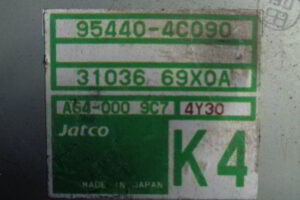 95440-4C090
31036 69X0A
A64-000 9C7 4Y30
Jatco
K4
MADE IN JAPAN